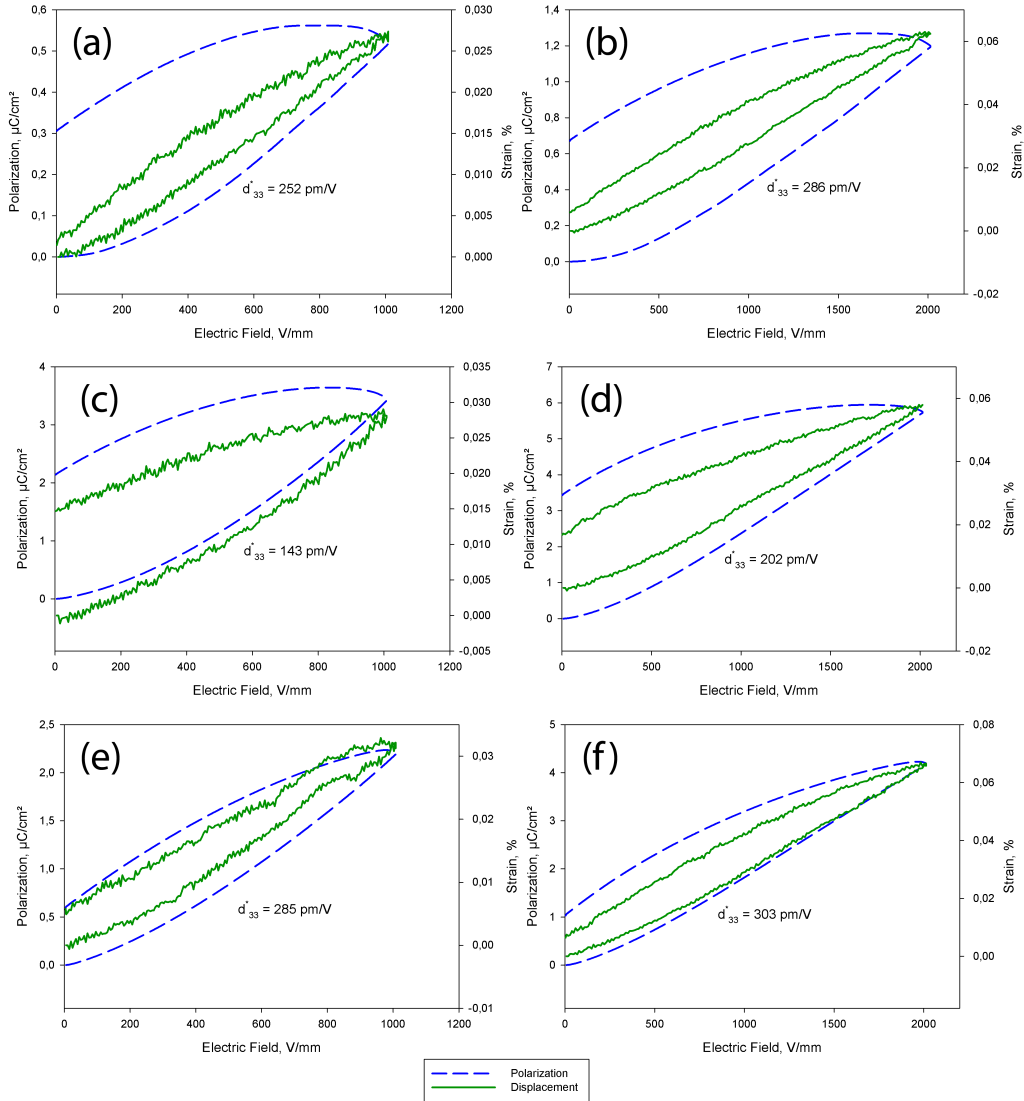 (a)
0,6
0,5
0,4
0,3
0,2
0,1
0,0
Polarization, µC/cm²
0,030
0,025
0,020
0,015
0,010
0,005
0,000
Strain, %
d*33 = 252 pm/V
0 200 400 600 800 1000 1200
Electric Field, V/mm
(b)
1,4
1,2
1,0
0,8
0,6
0,4
0,2
0,0
Polarization, µC/cm²
0,06
0,04
0,02
0,00
-0,02
Strain, %
d*33 = 286 pm/V
0 500 1000 1500 2000
Electric Field, V/mm
(c)
4
3
2
1
0
Polarization, µC/cm²
0,035
0,030
0,025
0,020
0,015
0,010
0,005
0,000
-0,005
Strain, %
d*33 = 143 pm/V
0 200 400 600 800 1000 1200
Electric Field, V/mm
(d)
7
6
5
4
3
2
1
0
Polarization, µC/cm²
0,06
0,04
0,02
0,00
-0,02
Strain, %
d*33 = 202 pm/V
0 500 1000 1500 2000
Electric Field, V/mm
(e)
2,5
2,0
1,5
1,0
0,5
0,0
Polarization, µC/cm²
0,03
0,02
0,01
0,00
-0,01
Strain, %
d*33 = 285 pm/V
0 200 400 600 800 1000 1200
Electric Field, V/mm
(f)
5
4
3
2
1
0
Polarization, µC/cm²
0,08
0,06
0,04
0,02
0,00
Strain, %
d*33 = 303 pm/V
0 500 1000 1500 2000
Electric Field, V/mm
Polarization
Displacement